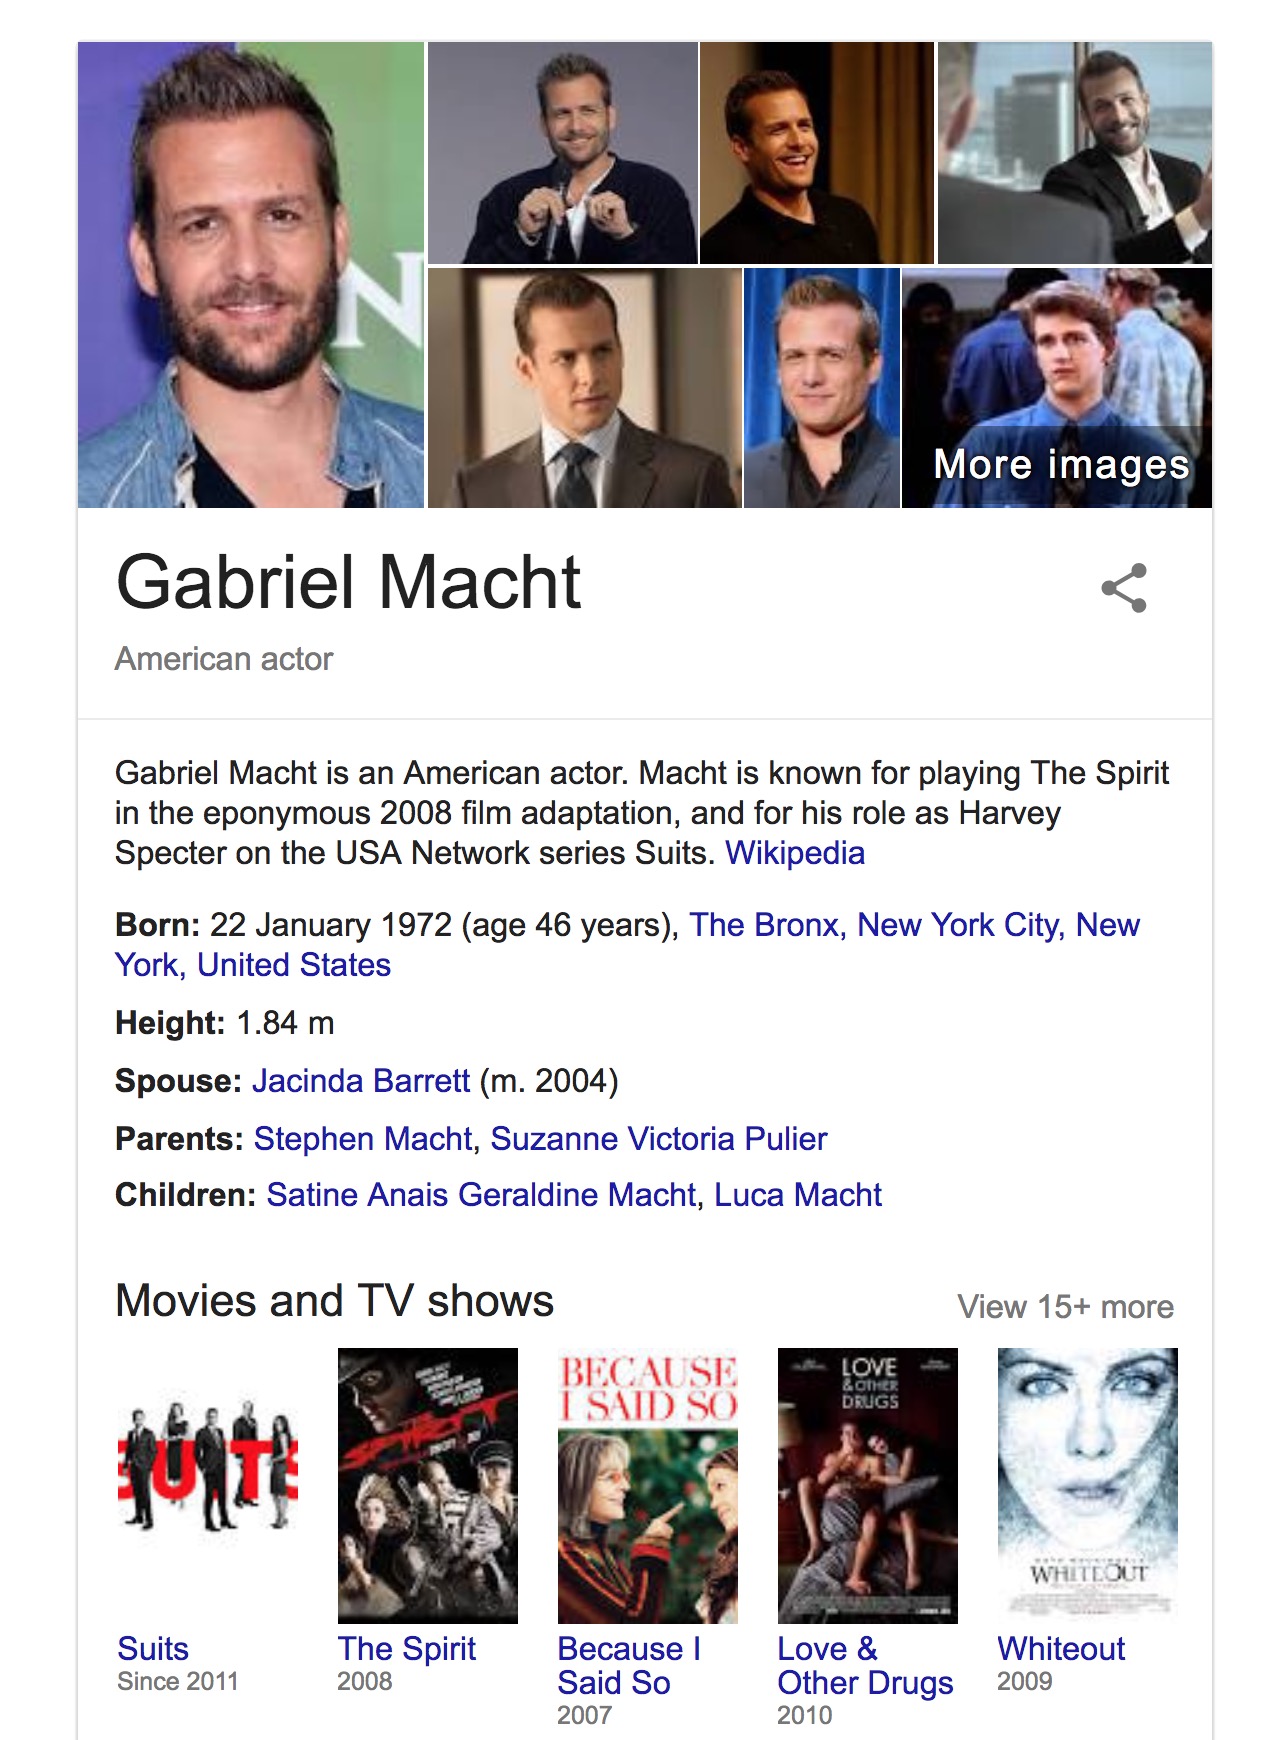 N
More images
Gabriel Macht
American actor
Gabriel Macht is an American actor. Macht is known for playing The Spirit
in the eponymous 2008 film adaptation, and for his role as Harvey
Specter on the USA Network series Suits. Wikipedia
Born: 22 January 1972 (age 46 years), The Bronx, New York City, New
York, United States
Height: 1.84 m
Spouse: Jacinda Barrett (m. 2004)
Parents: Stephen Macht, Suzanne Victoria Pulier
Children: Satine Anais Geraldine Macht, Luca Macht
Movies and TV shows
View 15+ more
SUITS
SPIRIT
BECAUSE
I SAID SO
LOVE
& OTHER
DRUGS
WHITEOUT
Suits
Since 2011
The Spirit
2008
Because I
Said So
2007
Love &
Other Drugs
2010
Whiteout
2009